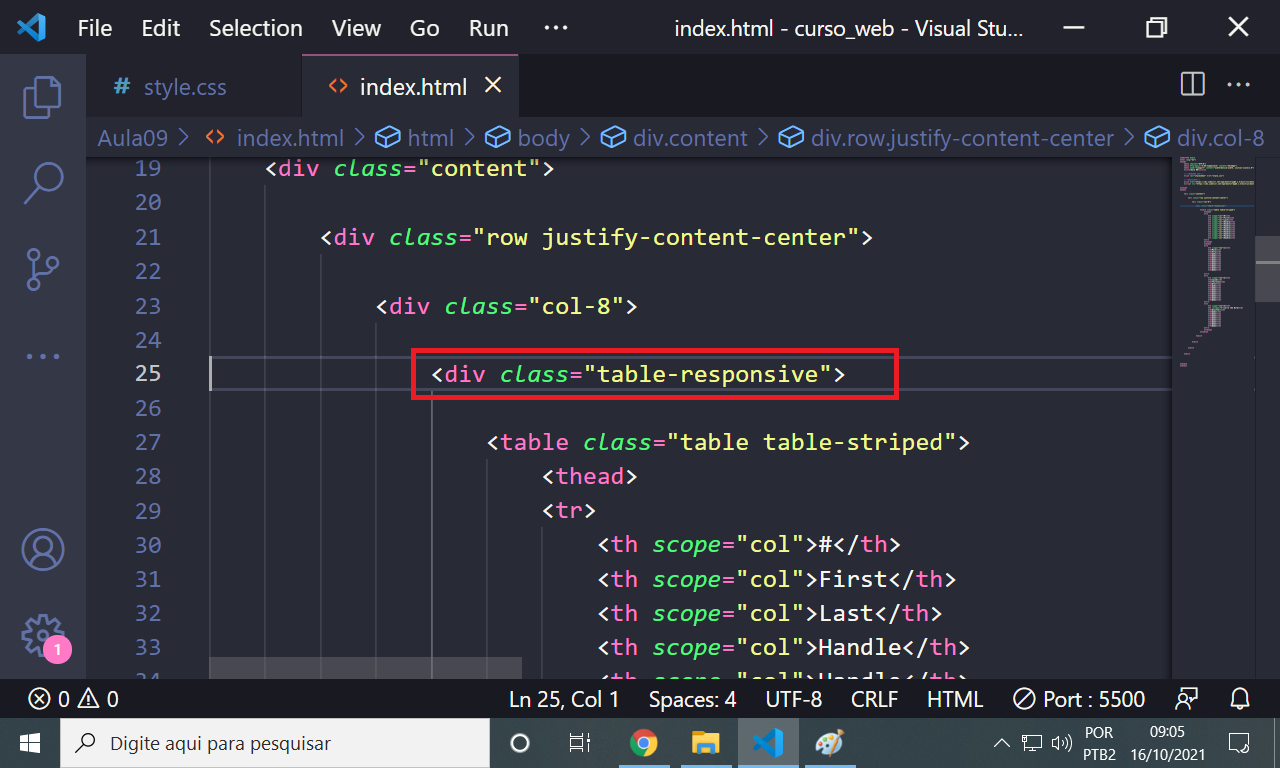 File Edit Selection View Go Run ··· index.html - curso_web - Visual Stu...
# style.css <> index.html
Aula09 > <> index.html > html > body > div.content > div.row.justify-content-center > div.col-8
19 <div class="content">
20
21 <div class="row justify-content-center">
22
23 <div class="col-8">
24
25 <div class="table-responsive">
26
27 <table class="table table-striped">
28 <thead>
29 <tr>
30 <th scope="col">#</th>
31 <th scope="col">First</th>
32 <th scope="col">Last</th>
33 <th scope="col">Handle</th>
34 <th scope="col">Handle</th>
1
0 0 Ln 25, Col 1 Spaces: 4 UTF-8 CRLF HTML Port : 5500
Digite aqui para pesquisar
POR
PTB2
09:05
16/10/2021